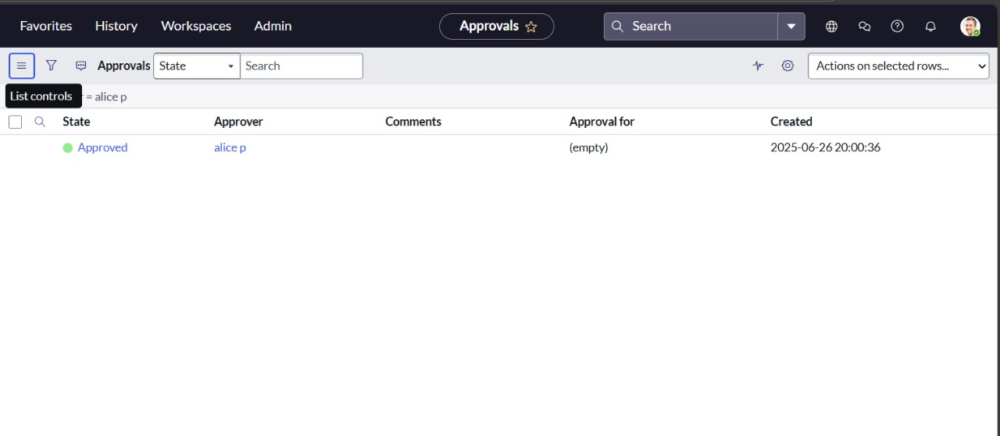 Favorites History Workspaces Admin Approvals Search
Approvals State Search Actions on selected rows...
List controls = alice p
State Approver Comments Approval for Created
Approved alice p (empty) 2025-06-26 20:00:36